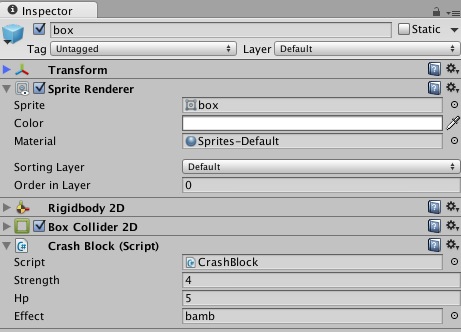 Inspector
box Static
Tag Untagged Layer Default
Transform
Sprite Renderer
Sprite box
Color
Material Sprites-Default
Sorting Layer Default
Order in Layer 0
Rigidbody 2D
Box Collider 2D
Crash Block (Script)
Script CrashBlock
Strength 4
Hp 5
Effect bamb